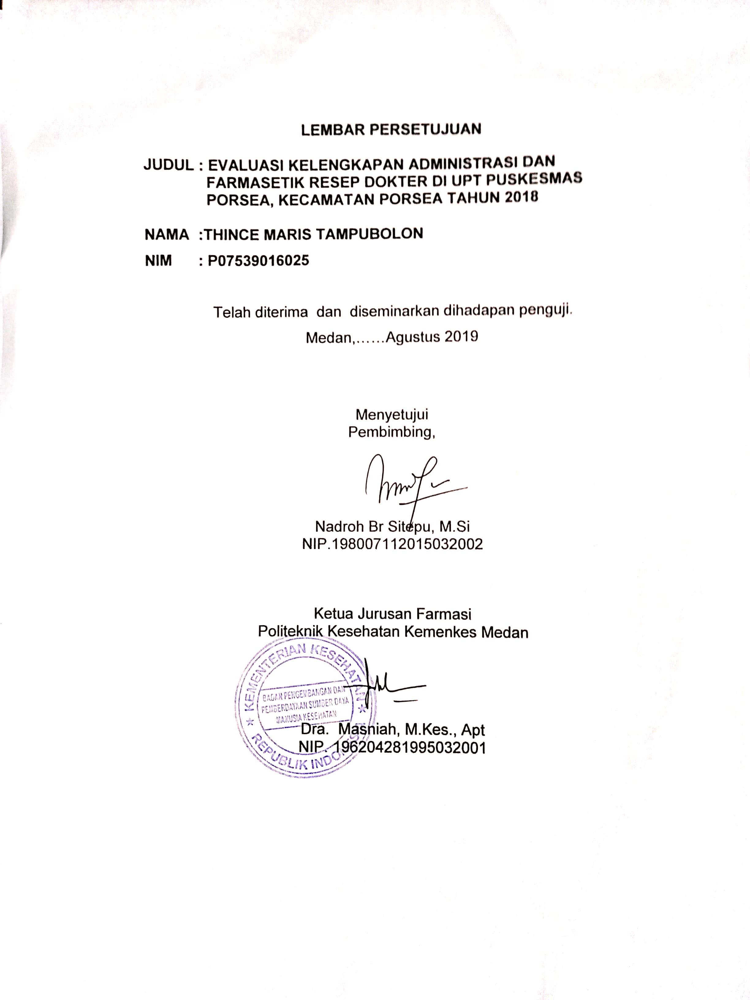 LEMBAR PERSETUJUAN
JUDUL : EVALUASI KELENGKAPAN ADMINISTRASI DAN
FARMASETIK RESEP DOKTER DI UPT PUSKESMAS
PORSEA, KECAMATAN PORSEA TAHUN 2018
NAMA :THINCE MARIS TAMPUBOLON
NIM : P07539016025
Telah diterima dan diseminarkan dihadapan penguji.
Medan,......Agustus 2019
Menyetujui
Pembimbing,
Nadroh Br Sitepu, M.Si
NIP.198007112015032002
Ketua Jurusan Farmasi
Politeknik Kesehatan Kemenkes Medan
KEMENTERIAN KESEHATAN
BADAN PENGEMBANGAN DAN
PEMBERDAYAAN SUMBER DAYA
MANUSIA KESEHATAN
REPUBLIK INDONESIA
Dra. Masniah, M.Kes., Apt
NIP. 196204281995032001